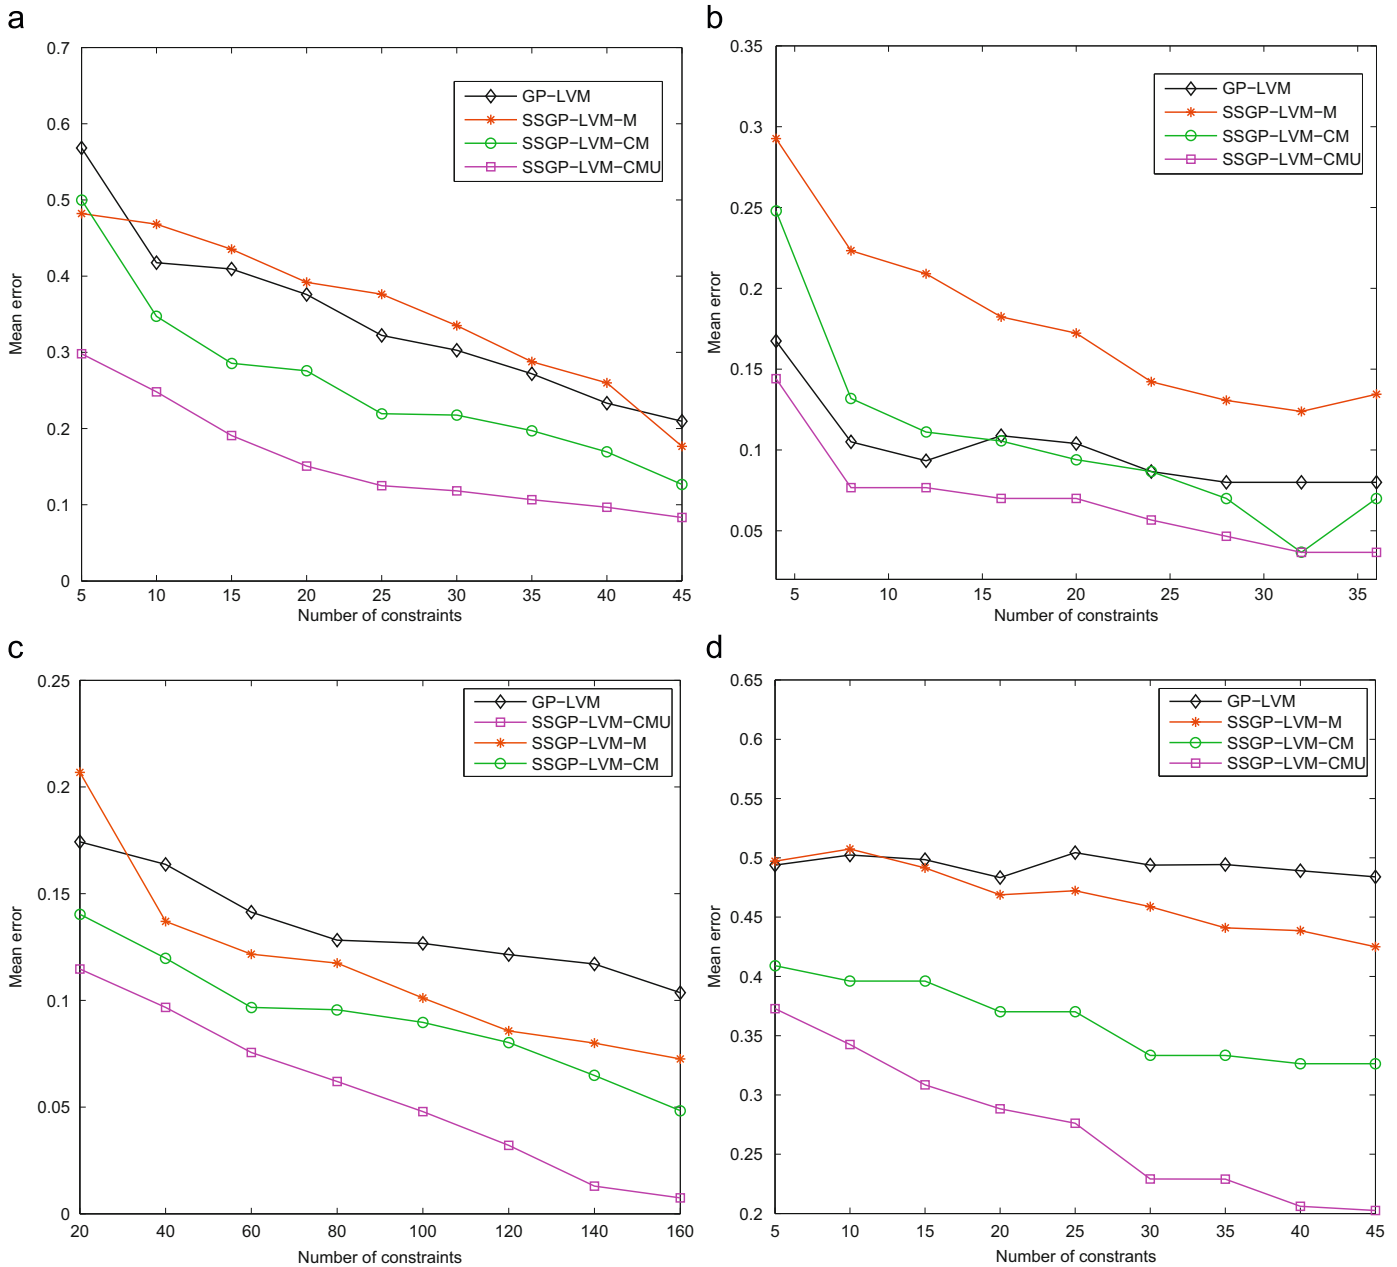 a
0.7
0.6
0.5
0.4
0.3
0.2
0.1
0
Mean error
GP−LVM
SSGP−LVM−M
SSGP−LVM−CM
SSGP−LVM−CMU
5 10 15 20 25 30 35 40 45
Number of constraints
b
0.35
0.3
0.25
0.2
0.15
0.1
0.05
Mean error
GP−LVM
SSGP−LVM−M
SSGP−LVM−CM
SSGP−LVM−CMU
5 10 15 20 25 30 35
Number of constraints
c
0.25
0.2
0.15
0.1
0.05
0
Mean error
GP−LVM
SSGP−LVM−CMU
SSGP−LVM−M
SSGP−LVM−CM
20 40 60 80 100 120 140 160
Number of constraints
d
0.65
0.6
0.55
0.5
0.45
0.4
0.35
0.3
0.25
0.2
Mean error
GP−LVM
SSGP−LVM−M
SSGP−LVM−CM
SSGP−LVM−CMU
5 10 15 20 25 30 35 40 45
Number of constrants